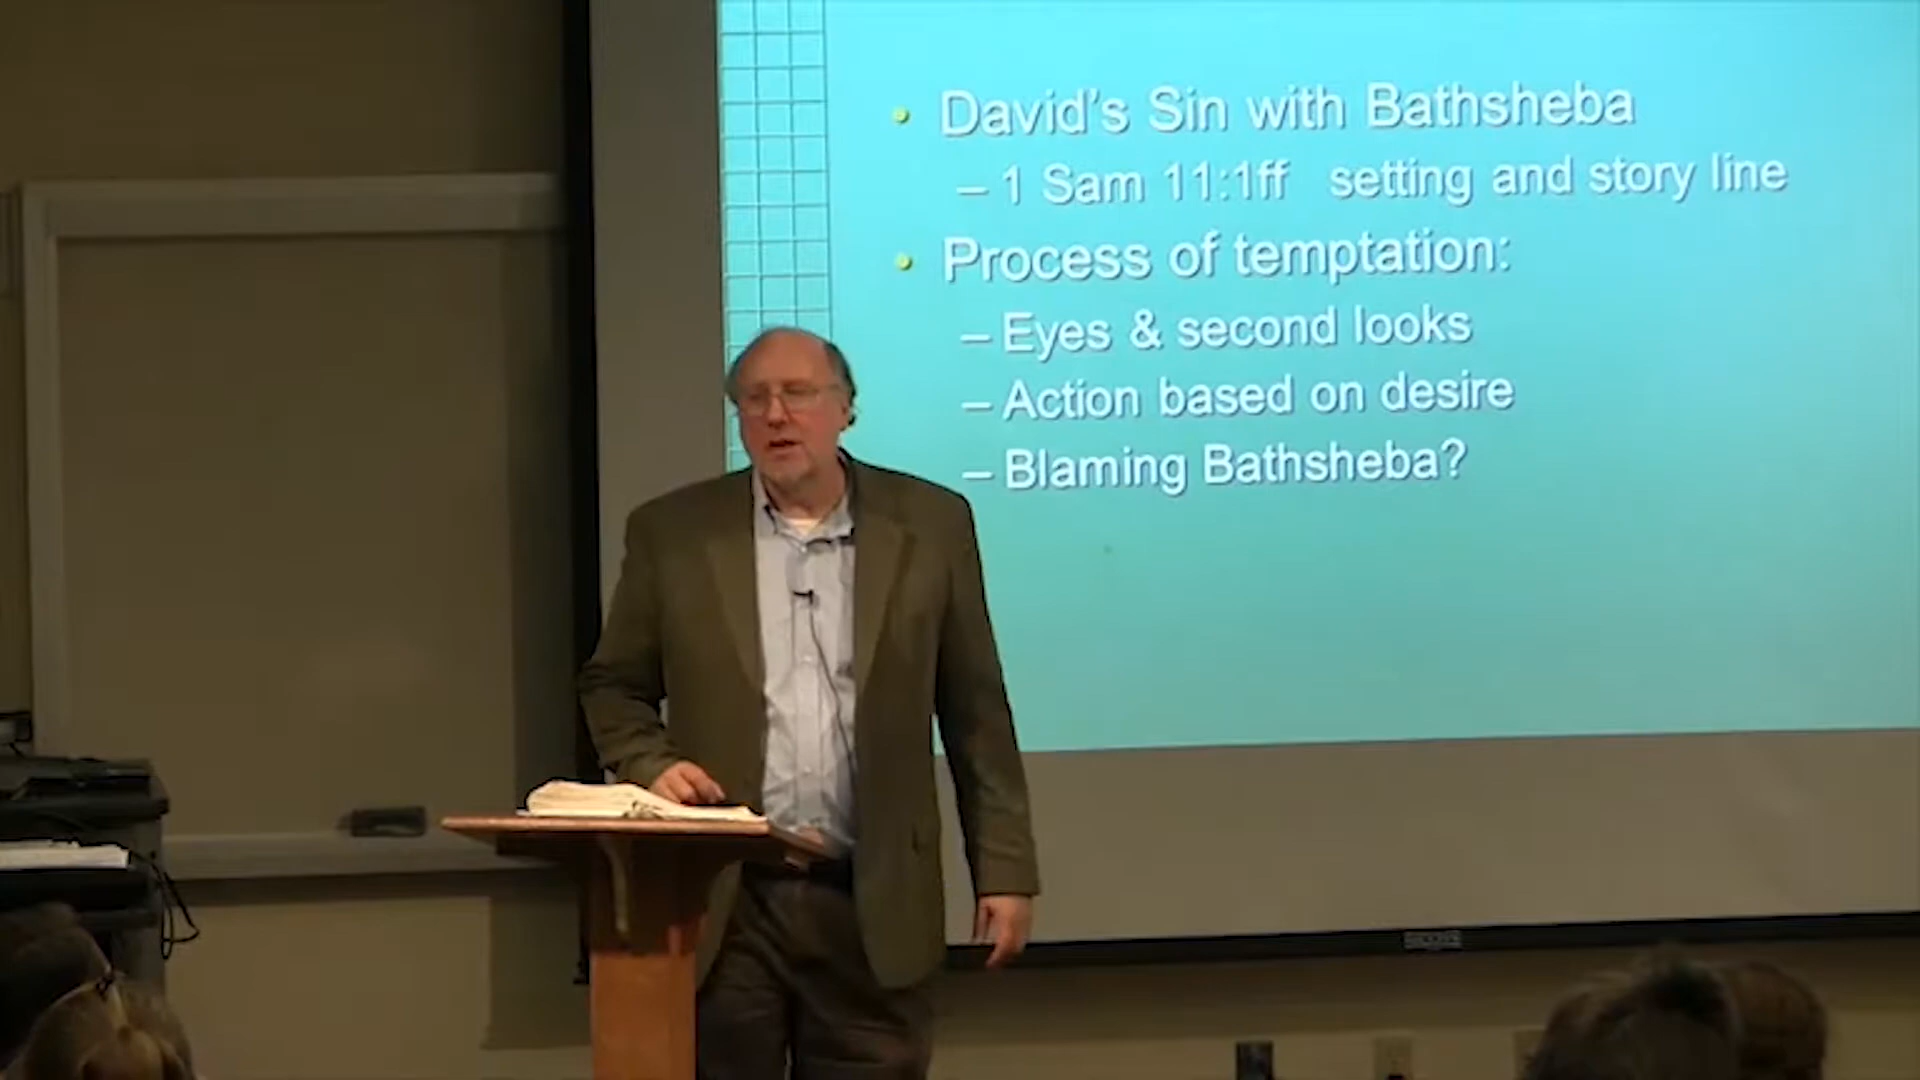 • David's Sin with Bathsheba
– 1 Sam 11:1ff setting and story line
• Process of temptation:
– Eyes & second looks
– Action based on desire
– Blaming Bathsheba?